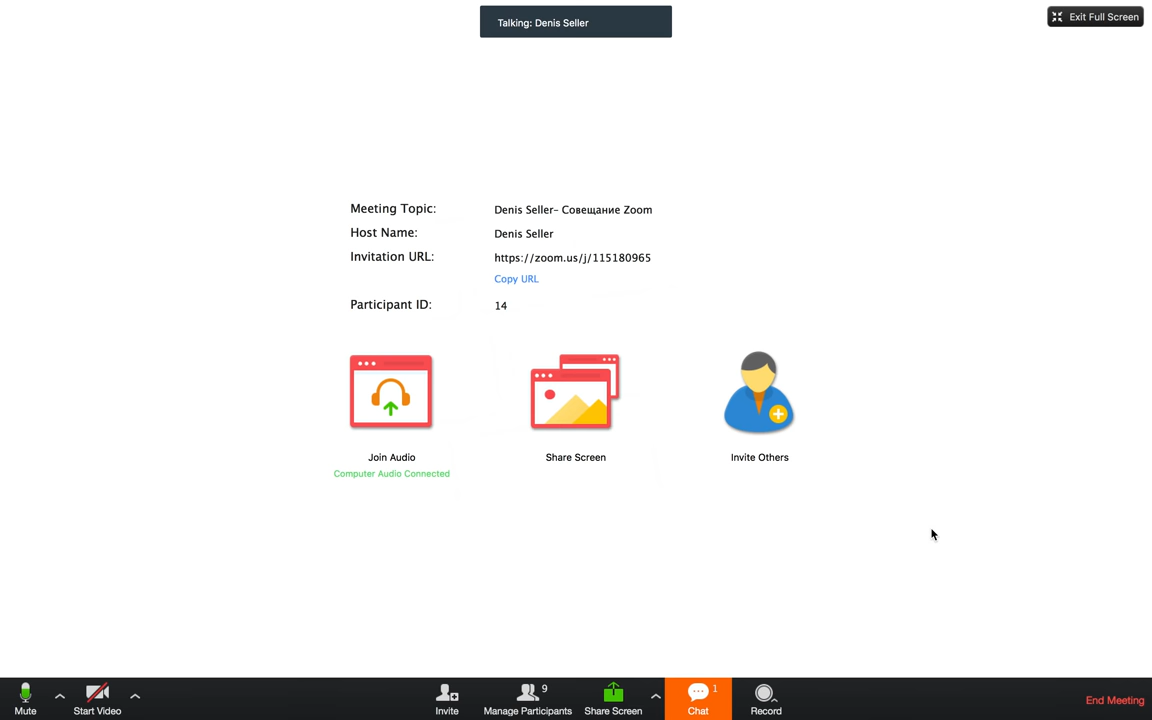 Talking: Denis Seller
Exit Full Screen
Meeting Topic: Denis Seller- Совещание Zoom
Host Name: Denis Seller
Invitation URL: https://zoom.us/j/115180965
Copy URL
Participant ID: 14
Join Audio Share Screen Invite Others
Computer Audio Connected
Mute Start Video Invite Manage Participants 9 Share Screen Chat 1 Record End Meeting